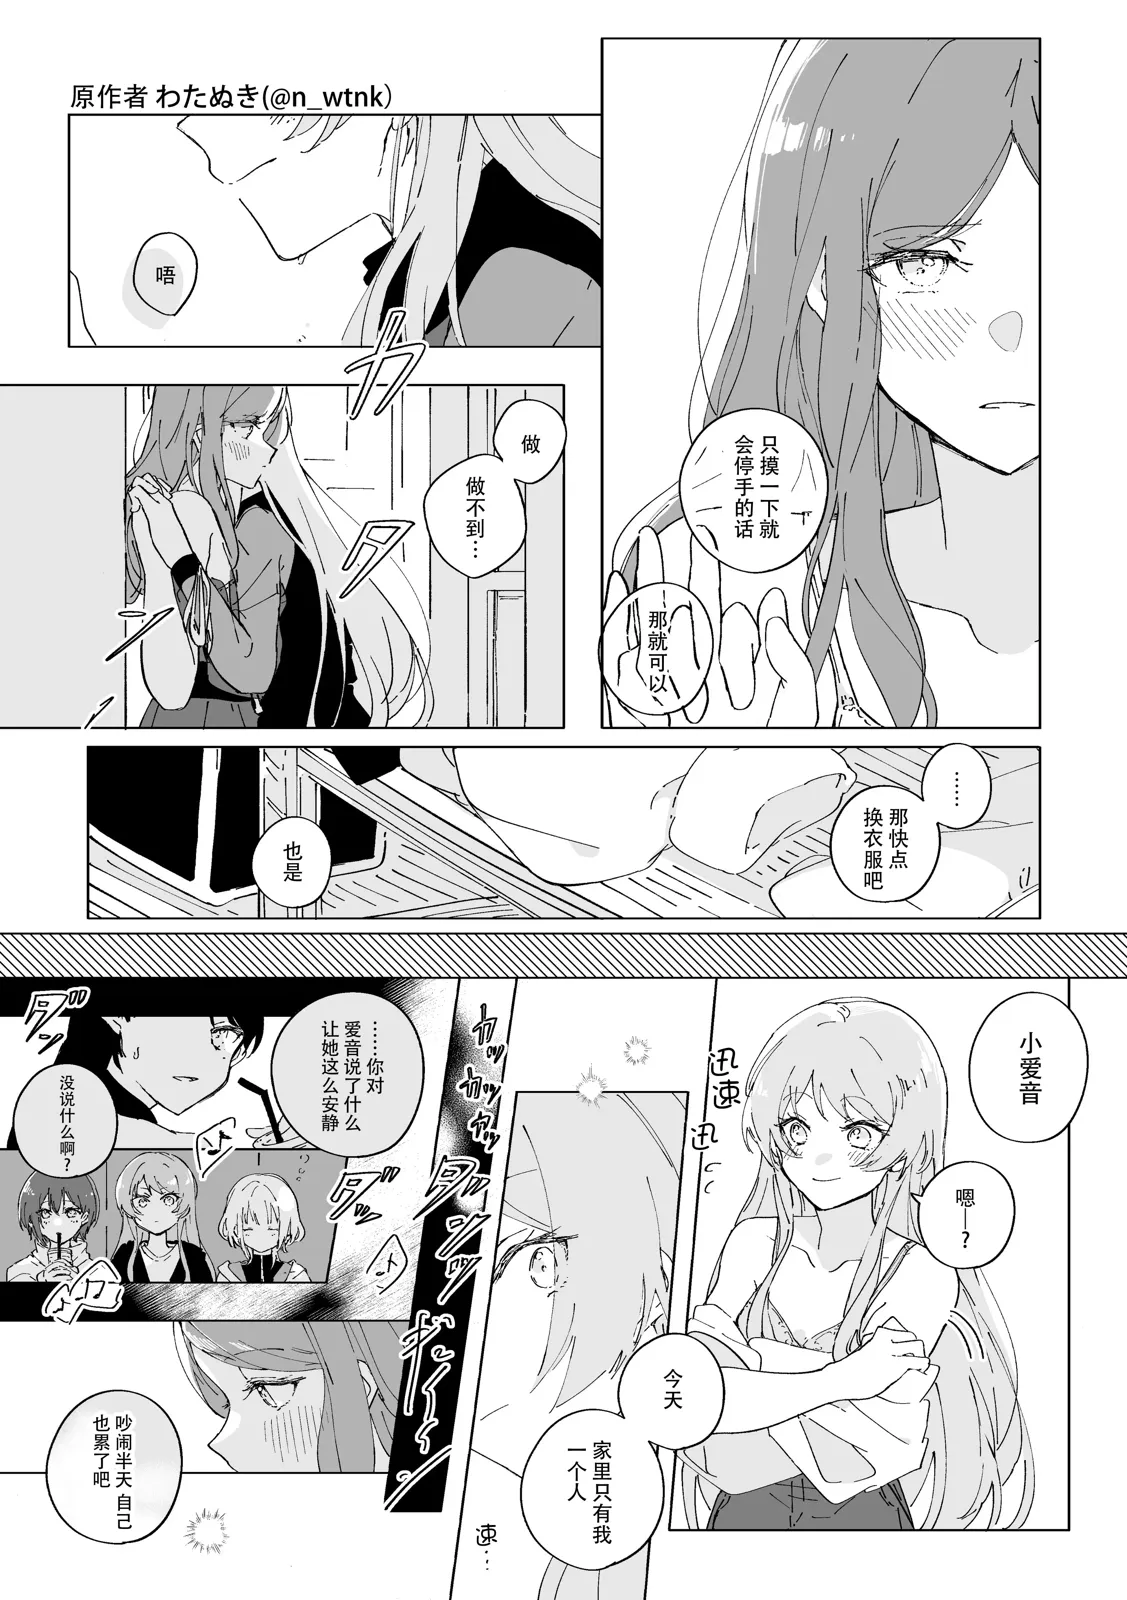 原作者 わたぬき(@n_wtnk)
只摸一下就
会停手的话
那就可以
唔
做
做不到…
ガタッ
……
那快点
换衣服吧
也是
小爱音
嗯—?
迅速
迅
今天
家里只有我
一个人
速…
………你对
爱音说了什么
让她这么安静
没说什么啊?
吵闹半天 自己
也累了吧